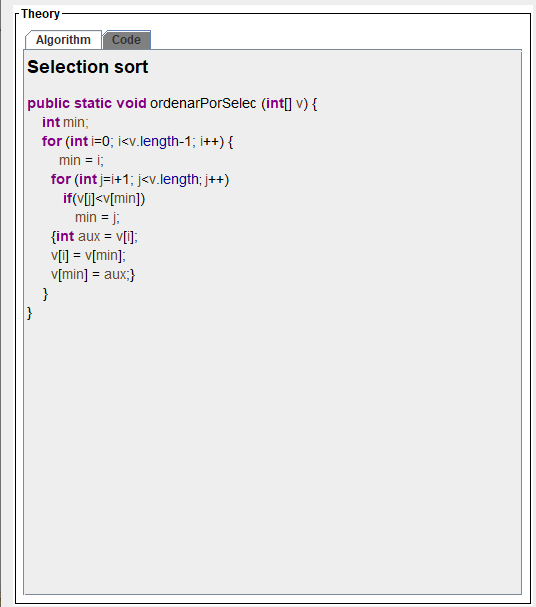 Theory
Algorithm Code
Selection sort
public static void ordenarPorSelec (int[] v) {
int min;
for (int i=0; i<v.length-1; i++) {
min = i;
for (int j=i+1; j<v.length; j++)
if(v[j]<v[min])
min = j;
{int aux = v[i];
v[i] = v[min];
v[min] = aux;}
}
}